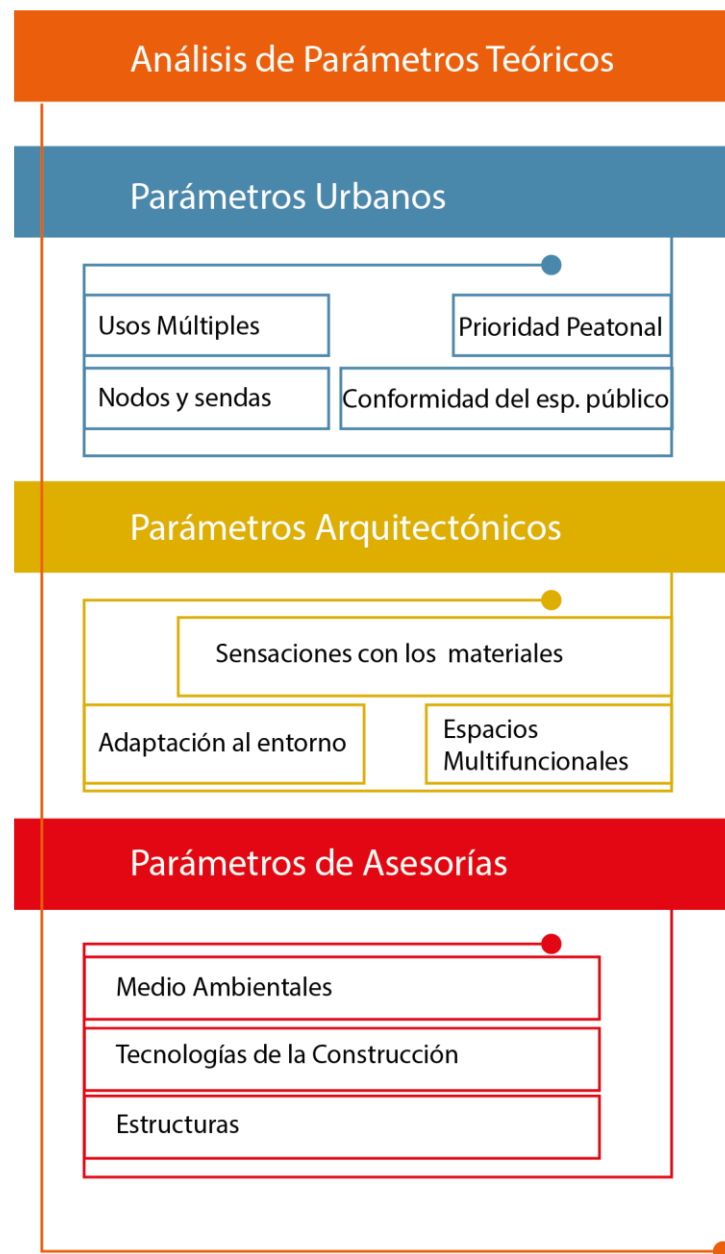 Análisis de Parámetros Teóricos
Parámetros Urbanos
Usos Múltiples
Prioridad Peatonal
Nodos y sendas
Conformidad del esp. público
Parámetros Arquitectónicos
Sensaciones con los materiales
Adaptación al entorno
Espacios
Multifuncionales
Parámetros de Asesorías
Medio Ambientales
Tecnologías de la Construcción
Estructuras